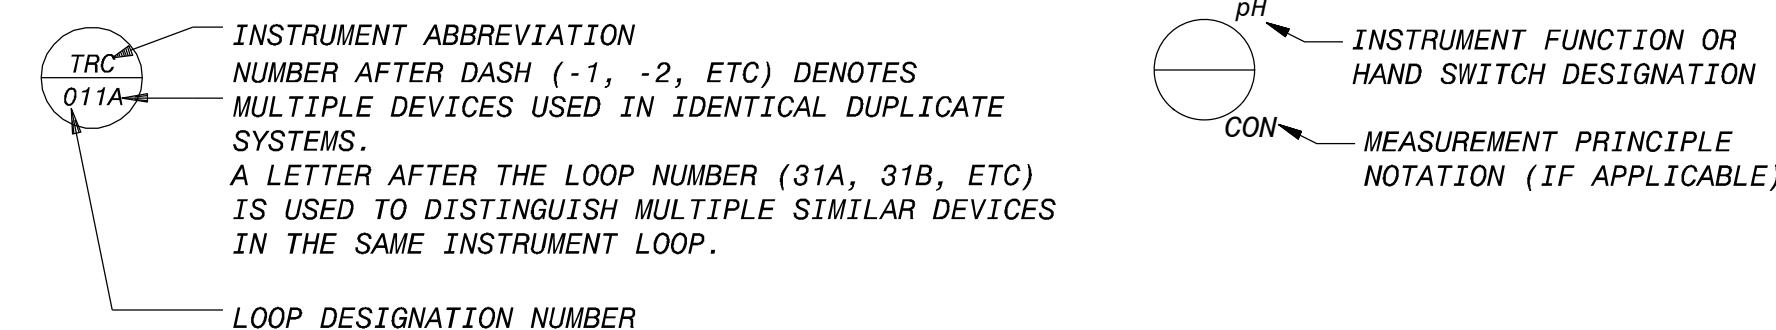 TRC
011A
INSTRUMENT ABBREVIATION
NUMBER AFTER DASH (-1, -2, ETC) DENOTES
MULTIPLE DEVICES USED IN IDENTICAL DUPLICATE
SYSTEMS.
A LETTER AFTER THE LOOP NUMBER (31A, 31B, ETC)
IS USED TO DISTINGUISH MULTIPLE SIMILAR DEVICES
IN THE SAME INSTRUMENT LOOP.
LOOP DESIGNATION NUMBER
pH
INSTRUMENT FUNCTION OR
HAND SWITCH DESIGNATION
CON
MEASUREMENT PRINCIPLE
NOTATION (IF APPLICABLE)